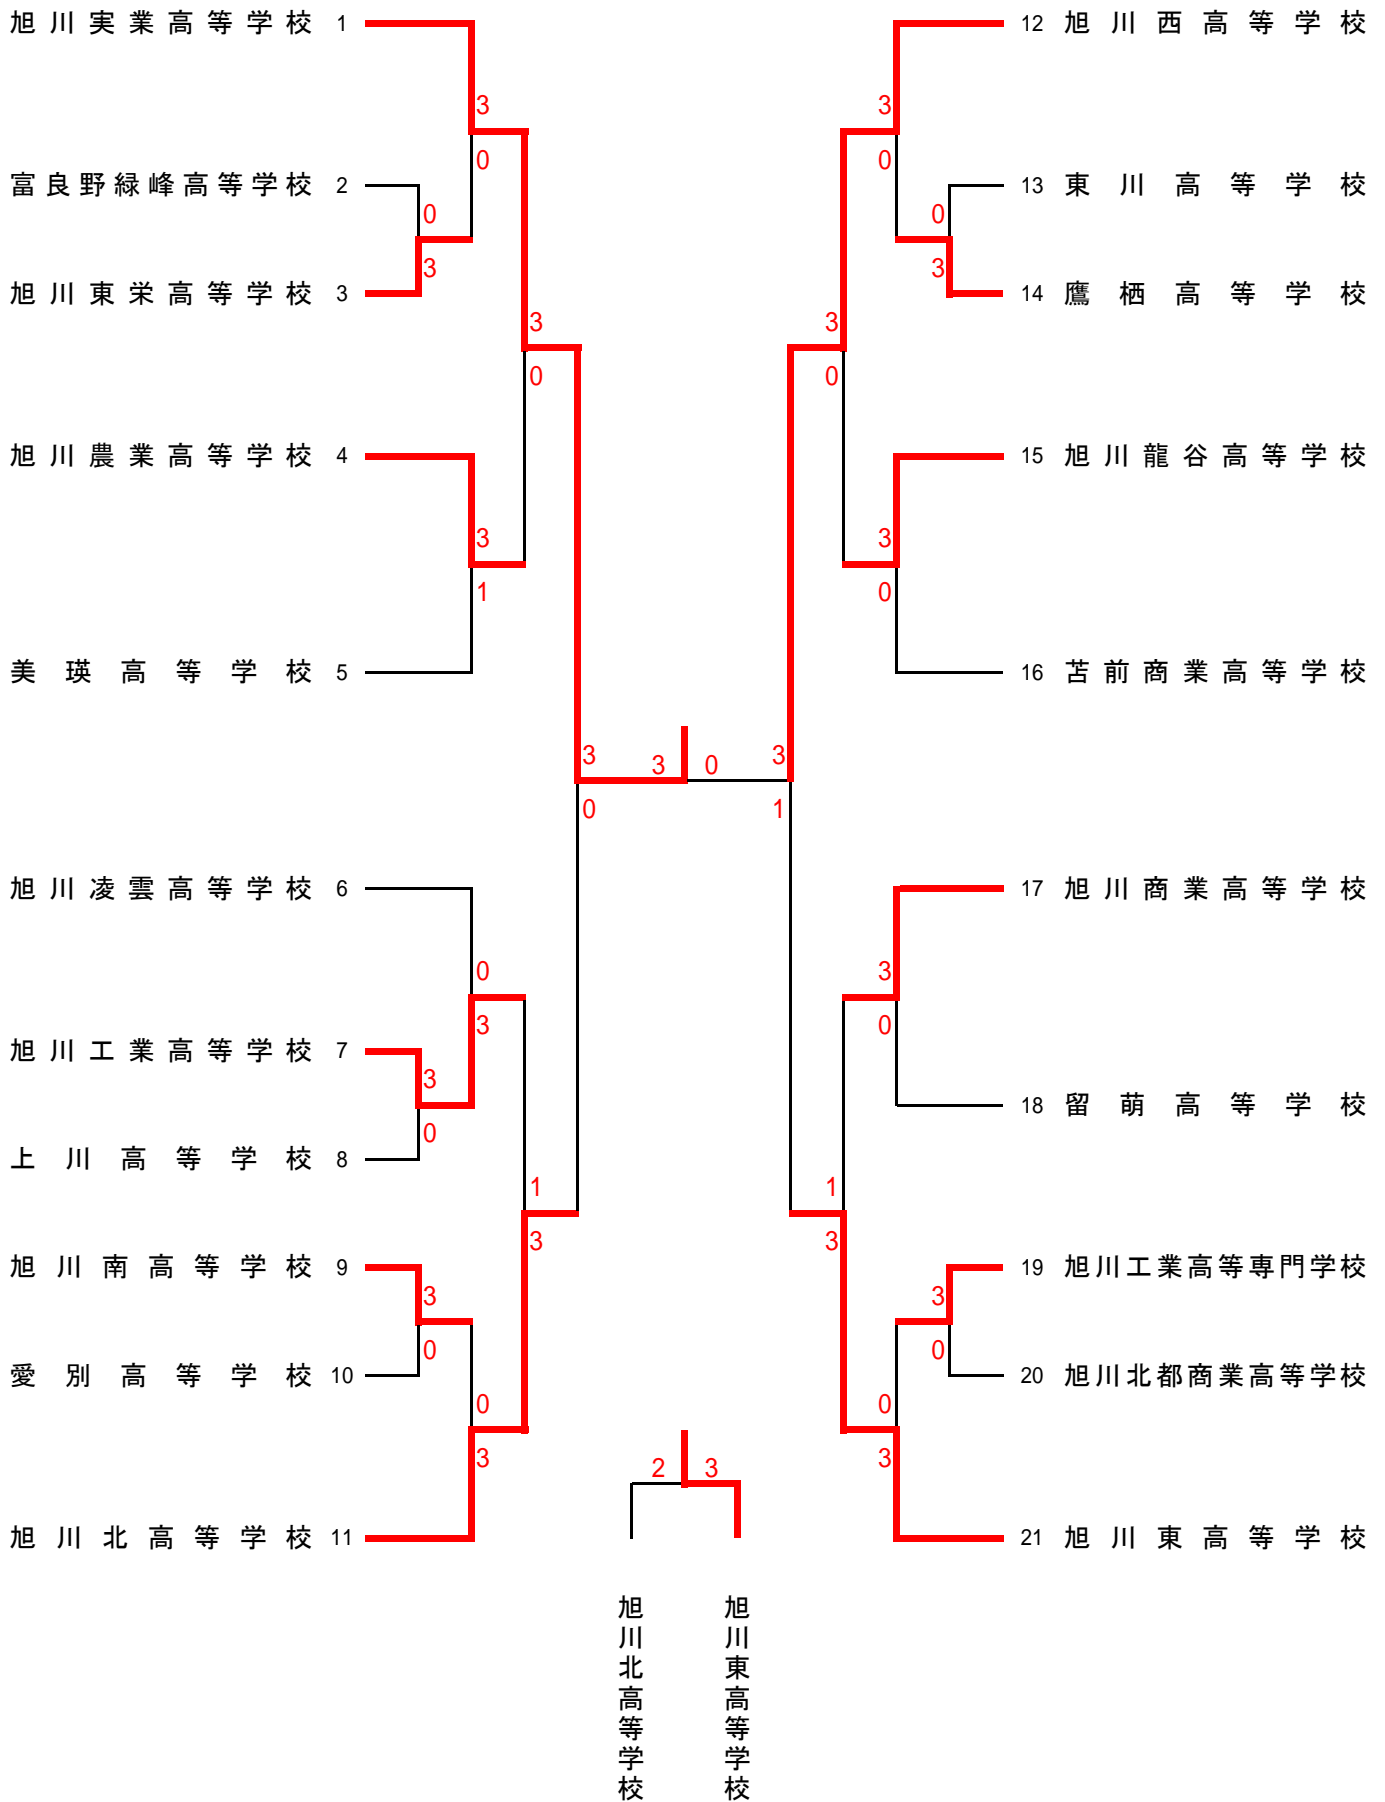 旭川実業高等学校 1
3
0
富良野緑峰高等学校 2
0
3
旭川東栄高等学校 3
3
0
旭川農業高等学校 4
3
1
美瑛高等学校 5
3
0
旭川凌雲高等学校 6
0
3
旭川工業高等学校 7
3
0
上川高等学校 8
1
3
旭川南高等学校 9
3
0
愛別高等学校 10
0
3
旭川北高等学校 11
3 0
12 旭川西高等学校
3
0
13 東川高等学校
0
3
14 鷹栖高等学校
3
0
15 旭川龍谷高等学校
3
0
16 苫前商業高等学校
3
1
17 旭川商業高等学校
3
0
18 留萌高等学校
1
3
19 旭川工業高等専門学校
3
0
20 旭川北都商業高等学校
0
3
21 旭川東高等学校
2 3
旭川北高等学校
旭川東高等学校